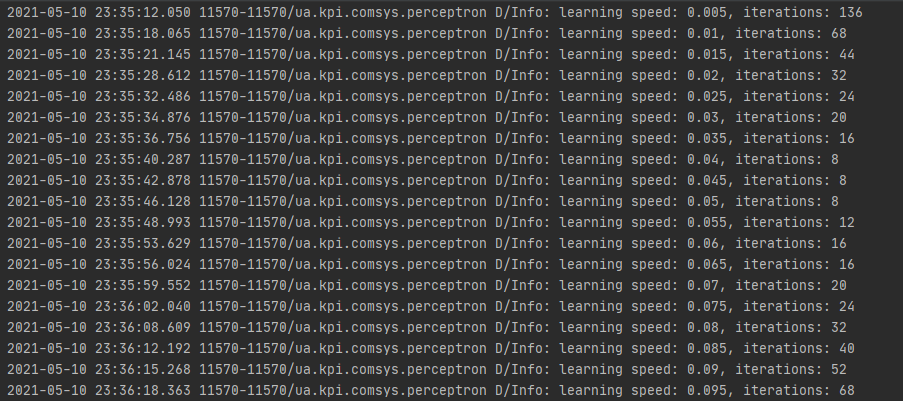 2021-05-10 23:35:12.050 11570-11570/ua.kpi.comsys.perceptron D/Info: learning speed: 0.005, iterations: 136
2021-05-10 23:35:18.065 11570-11570/ua.kpi.comsys.perceptron D/Info: learning speed: 0.01, iterations: 68
2021-05-10 23:35:21.145 11570-11570/ua.kpi.comsys.perceptron D/Info: learning speed: 0.015, iterations: 44
2021-05-10 23:35:28.612 11570-11570/ua.kpi.comsys.perceptron D/Info: learning speed: 0.02, iterations: 32
2021-05-10 23:35:32.486 11570-11570/ua.kpi.comsys.perceptron D/Info: learning speed: 0.025, iterations: 24
2021-05-10 23:35:34.876 11570-11570/ua.kpi.comsys.perceptron D/Info: learning speed: 0.03, iterations: 20
2021-05-10 23:35:36.756 11570-11570/ua.kpi.comsys.perceptron D/Info: learning speed: 0.035, iterations: 16
2021-05-10 23:35:40.287 11570-11570/ua.kpi.comsys.perceptron D/Info: learning speed: 0.04, iterations: 8
2021-05-10 23:35:42.878 11570-11570/ua.kpi.comsys.perceptron D/Info: learning speed: 0.045, iterations: 8
2021-05-10 23:35:46.128 11570-11570/ua.kpi.comsys.perceptron D/Info: learning speed: 0.05, iterations: 8
2021-05-10 23:35:48.993 11570-11570/ua.kpi.comsys.perceptron D/Info: learning speed: 0.055, iterations: 12
2021-05-10 23:35:53.629 11570-11570/ua.kpi.comsys.perceptron D/Info: learning speed: 0.06, iterations: 16
2021-05-10 23:35:56.024 11570-11570/ua.kpi.comsys.perceptron D/Info: learning speed: 0.065, iterations: 16
2021-05-10 23:35:59.552 11570-11570/ua.kpi.comsys.perceptron D/Info: learning speed: 0.07, iterations: 20
2021-05-10 23:36:02.040 11570-11570/ua.kpi.comsys.perceptron D/Info: learning speed: 0.075, iterations: 24
2021-05-10 23:36:08.609 11570-11570/ua.kpi.comsys.perceptron D/Info: learning speed: 0.08, iterations: 32
2021-05-10 23:36:12.192 11570-11570/ua.kpi.comsys.perceptron D/Info: learning speed: 0.085, iterations: 40
2021-05-10 23:36:15.268 11570-11570/ua.kpi.comsys.perceptron D/Info: learning speed: 0.09, iterations: 52
2021-05-10 23:36:18.363 11570-11570/ua.kpi.comsys.perceptron D/Info: learning speed: 0.095, iterations: 68